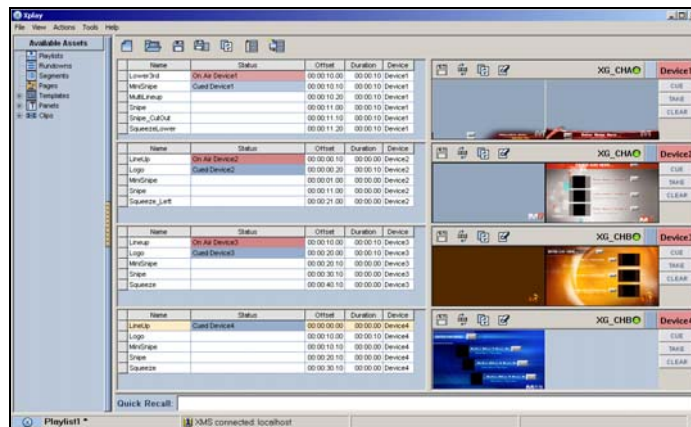 Xplay
File View Actions Tools Help
Available Assets
Playlists
Rundowns
Segments
Pages
Templates
Panels
Clips
Name Status Offset Duration Device
Lower3rd On Air Device1 00:00:10.00 00:00:10 Device1
MiniSnipe Cued Device1 00:00:10.10 00:00:10 Device1
MultiLineup 00:00:10.20 00:00:10 Device1
Snipe 00:00:11.00 00:00:10 Device1
Snipe_CutOut 00:00:11.10 00:00:10 Device1
SqueezeLower 00:00:11.20 00:00:10 Device1
XG_CHA Device1
CUE
TAKE
CLEAR
Name Status Offset Duration Device
LineUp On Air Device2 00:00:00.10 00:00.00 Device2
Logo Cued Device2 00:00:00.20 00:00:10 Device2
MiniSnipe 00:00:01.00 00:00.00 Device2
Snipe 00:00:11.00 00:00.00 Device2
Squeeze_Left 00:00:21.00 00:00.00 Device2
XG_CHA Device2
CUE
TAKE
CLEAR
Name Status Offset Duration Device
Lineup On Air Device3 00:00:10.00 00:00:10 Device3
Logo Cued Device3 00:00:20.00 00:00:10 Device3
MiniSnipe 00:00:20.10 00:00.00 Device3
Snipe 00:00:30.10 00:00.00 Device3
Squeeze 00:00:40.10 00:00.00 Device3
XG_CHB Device3
CUE
TAKE
CLEAR
Name Status Offset Duration Device
LineUp Cued Device4 00:00:00.00 00:00.00 Device4
Logo 00:00:10.00 00:00:10 Device4
MiniSnipe 00:00:10.10 00:00.00 Device4
Snipe 00:00:20.10 00:00.00 Device4
Squeeze 00:00:30.10 00:00.00 Device4
XG_CHB Device4
CUE
TAKE
CLEAR
Quick Recall:
Playlist1 * XMS connected: localhost